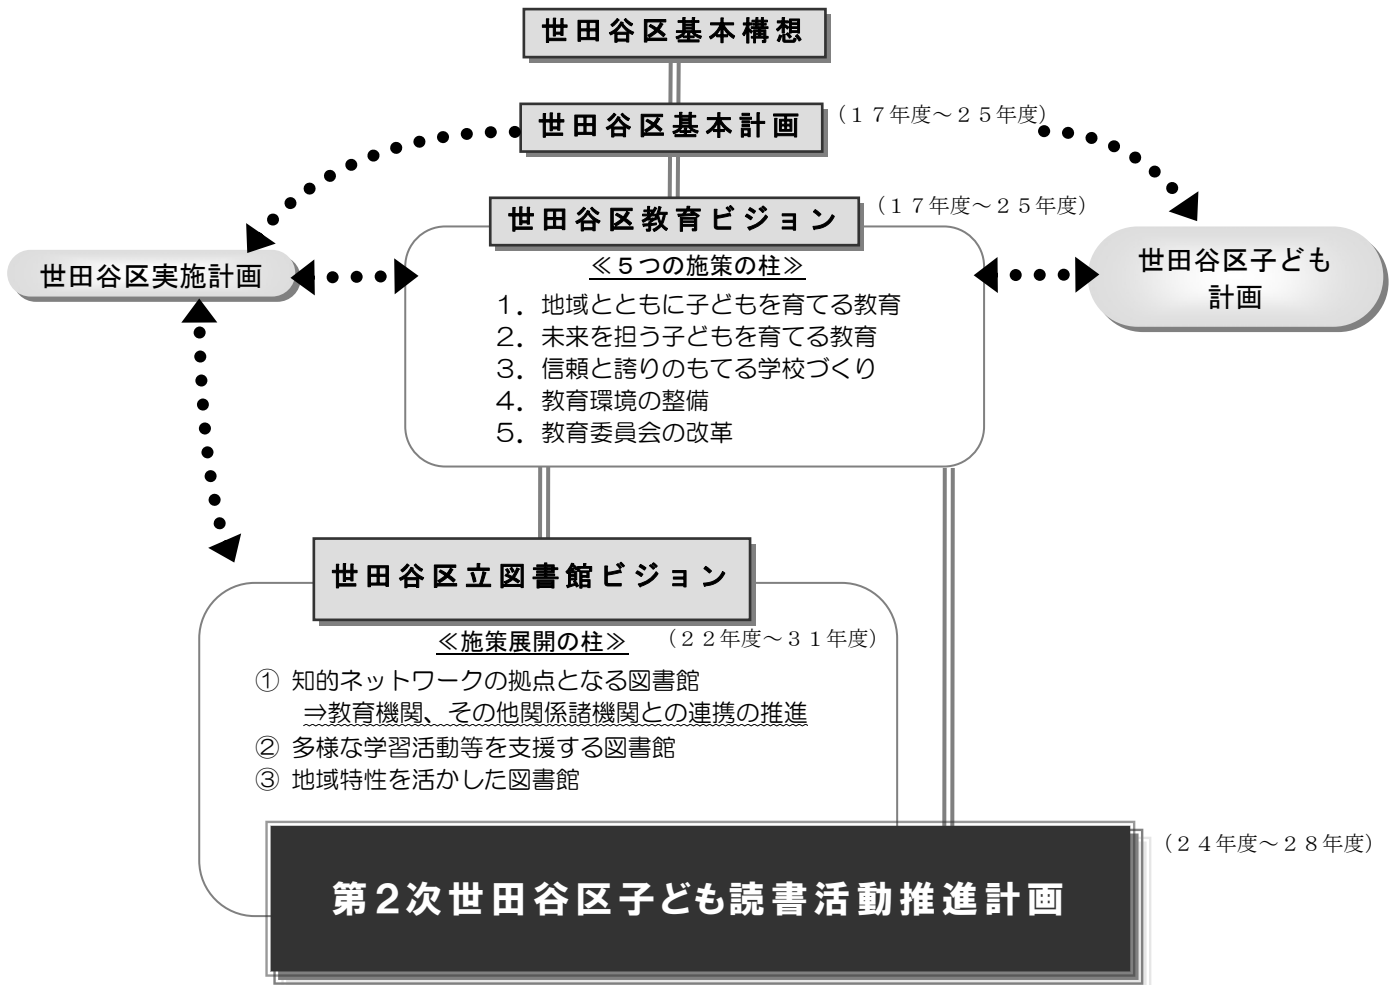 世田谷区基本構想
世田谷区基本計画
（１７年度～２５年度）
世田谷区教育ビジョン
（１７年度～２５年度）
≪５つの施策の柱≫
世田谷区実施計画
世田谷区子ども
計画
１．地域とともに子どもを育てる教育
２．未来を担う子どもを育てる教育
３．信頼と誇りのもてる学校づくり
４．教育環境の整備
５．教育委員会の改革
世田谷区立図書館ビジョン
≪施策展開の柱≫
（２２年度～３１年度）
① 知的ネットワークの拠点となる図書館
⇒教育機関、その他関係諸機関との連携の推進
② 多様な学習活動等を支援する図書館
③ 地域特性を活かした図書館
（２４年度～２８年度）
第２次世田谷区子ども読書活動推進計画